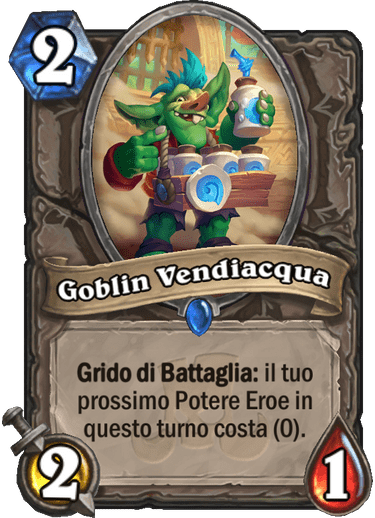 2
Goblin Vendiacqua
Grido di Battaglia: il tuo
prossimo Potere Eroe in
questo turno costa (0).
2
1